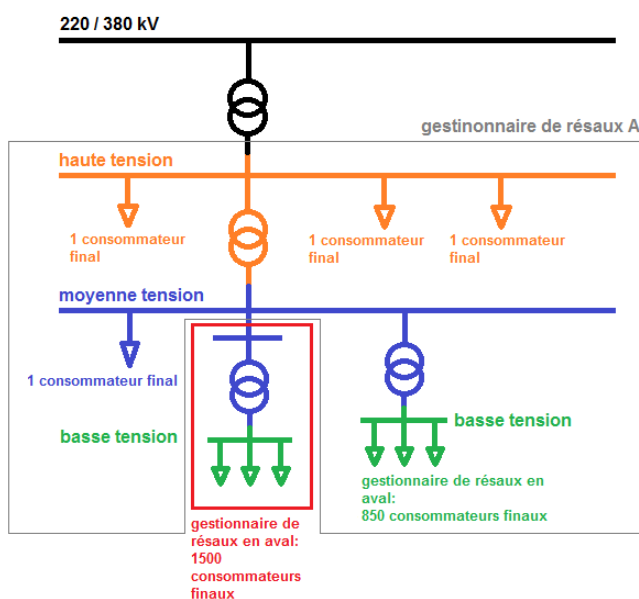 220 / 380 kV
gestinonnaire de résaux A
haute tension
1 consommateur
final
1 consommateur
final
1 consommateur
final
moyenne tension
1 consommateur final
basse tension
basse tension
gestionnaire de résaux en
aval:
850 consommateurs finaux
gestionnaire de
résaux en aval:
1500
consommateurs
finaux